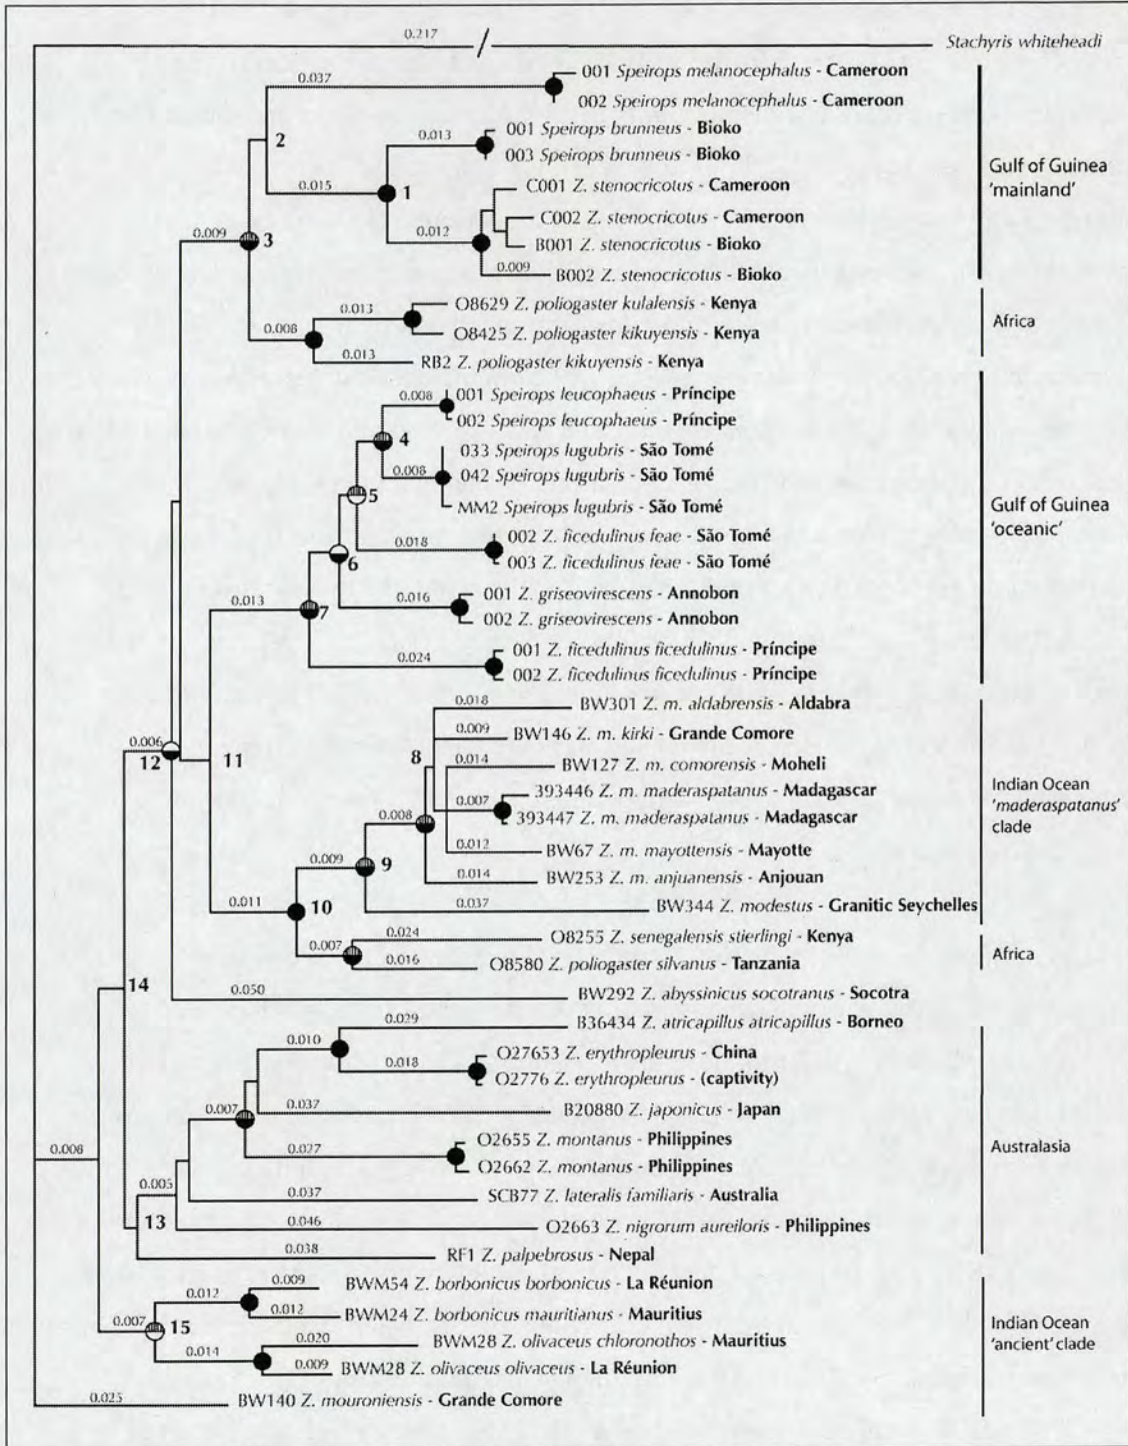 0.217
Stachyris whiteheadi
0.037
001 Speirops melanocephalus - Cameroon
002 Speirops melanocephalus - Cameroon
2
0.013
001 Speirops brunneus - Bioko
003 Speirops brunneus - Bioko
0.015
1
C001 Z. stenocricotus - Cameroon
C002 Z. stenocricotus - Cameroon
0.012
B001 Z. stenocricotus - Bioko
0.009
B002 Z. stenocricotus - Bioko
Gulf of Guinea
'mainland'
0.009
3
0.013
O8629 Z. poliogaster kulalensis - Kenya
O8425 Z. poliogaster kikuyensis - Kenya
0.008
0.013
RB2 Z. poliogaster kikuyensis - Kenya
Africa
0.008
001 Speirops leucophaeus - Príncipe
002 Speirops leucophaeus - Príncipe
4
033 Speirops lugubris - São Tomé
0.008
042 Speirops lugubris - São Tomé
MM2 Speirops lugubris - São Tomé
5
0.018
002 Z. ficedulinus feae - São Tomé
003 Z. ficedulinus feae - São Tomé
6
0.016
001 Z. griseovirescens - Annobon
002 Z. griseovirescens - Annobon
0.013
7
0.024
001 Z. ficedulinus ficedulinus - Príncipe
002 Z. ficedulinus ficedulinus - Príncipe
Gulf of Guinea
'oceanic'
0.018
BW301 Z. m. aldabrensis - Aldabra
0.009
BW146 Z. m. kirki - Grande Comore
0.006
12
11
8
0.014
BW127 Z. m. comorensis - Moheli
0.007
393446 Z. m. maderaspatanus - Madagascar
393447 Z. m. maderaspatanus - Madagascar
0.008
0.012
BW67 Z. m. mayottensis - Mayotte
0.009
9
0.014
BW253 Z. m. anjuanensis - Anjouan
0.037
BW344 Z. modestus - Granitic Seychelles
Indian Ocean
'maderaspatanus'
clade
0.011
10
0.007
0.024
O8255 Z. senegalensis stierlingi - Kenya
0.016
O8580 Z. poliogaster silvanus - Tanzania
Africa
14
0.050
BW292 Z. abyssinicus socotranus - Socotra
0.029
B36434 Z. atricapillus atricapillus - Borneo
0.010
0.018
O27653 Z. erythropleurus - China
O2776 Z. erythropleurus - (captivity)
0.007
0.037
B20880 Z. japonicus - Japan
0.027
O2655 Z. montanus - Philippines
O2662 Z. montanus - Philippines
0.008
0.005
0.037
SCB77 Z. lateralis familiaris - Australia
13
0.046
O2663 Z. nigrorum aureiloris - Philippines
0.038
RF1 Z. palpebrosus - Nepal
Australasia
0.012
0.009
BWM54 Z. borbonicus borbonicus - La Réunion
0.012
BWM24 Z. borbonicus mauritianus - Mauritius
0.007
15
0.020
BWM28 Z. olivaceus chloronothos - Mauritius
0.014
0.009
BWM28 Z. olivaceus olivaceus - La Réunion
Indian Ocean
'ancient' clade
0.025
BW140 Z. mouroniensis - Grande Comore